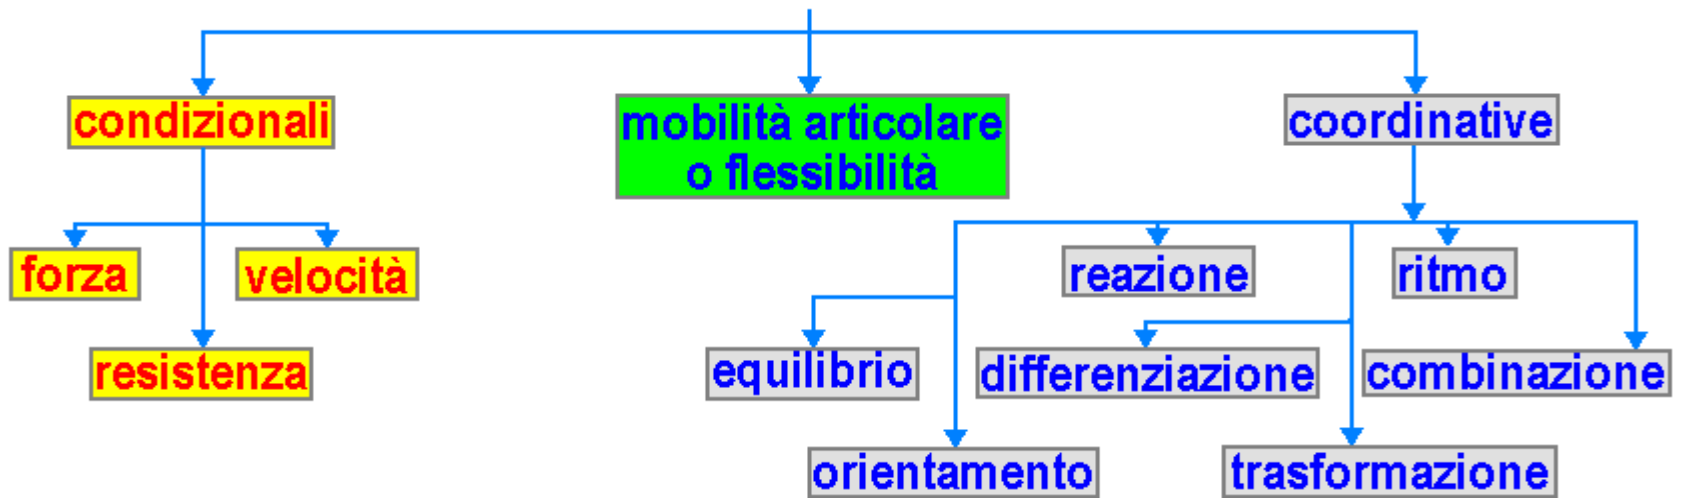 condizionali
mobilità articolare
o flessibilità
coordinative
forza
velocità
reazione
ritmo
resistenza
equilibrio
differenziazione
combinazione
orientamento
trasformazione